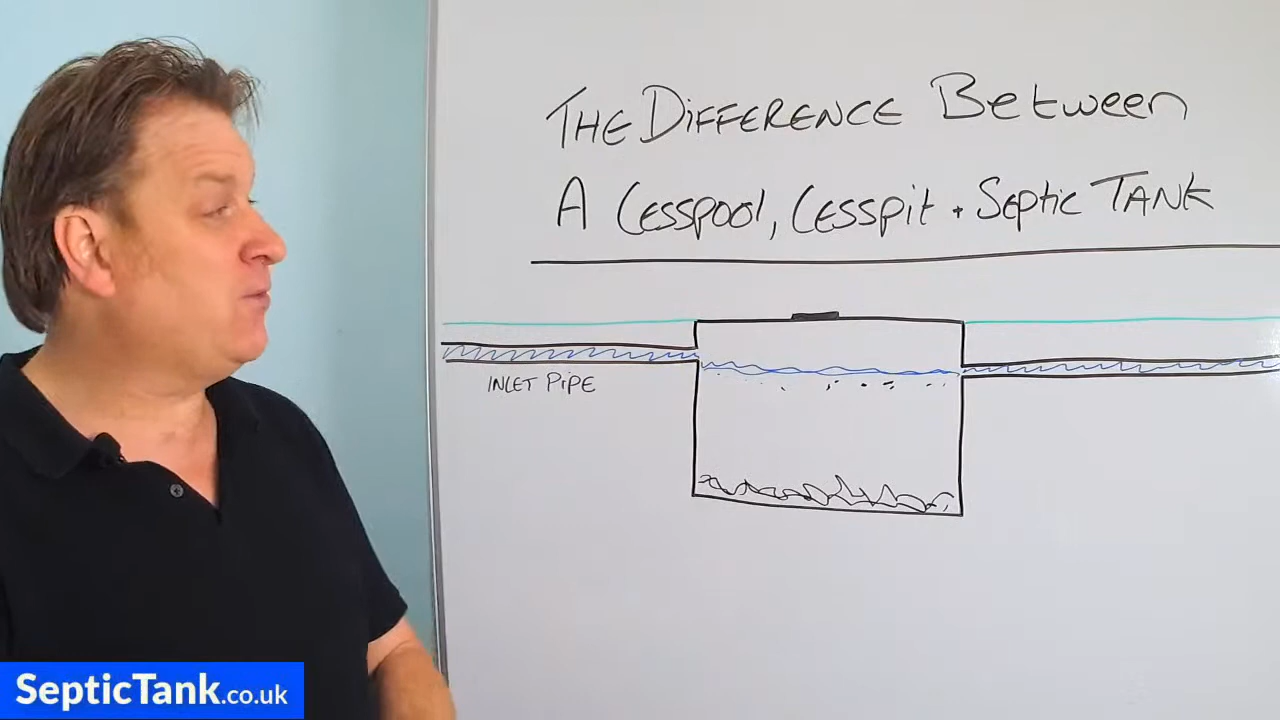 THE DIFFERENCE BETWEEN
A CESSPOOL, CESSPIT + SEPTIC TANK
INLET PIPE
SepticTank.co.uk